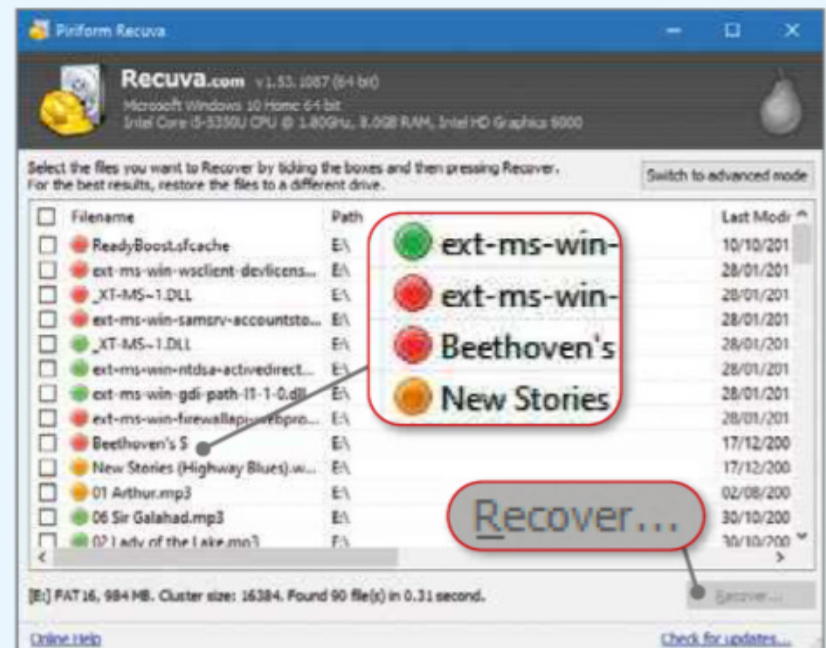 Piriform Recuva
Recuva.com v1.53.1087 (64 bit)
Microsoft Windows 10 Home 64 bit
Intel Core i5-5350U CPU @ 1.80GHz, 8.0GB RAM, Intel HD Graphics 6000
Select the files you want to Recover by ticking the boxes and then pressing Recover.
For the best results, restore the files to a different drive.
Switch to advanced mode
Filename Path Last Modi
ReadyBoost.sfcache E:\ 10/10/201
ext-ms-win-wsclient-devlicens... E:\ 28/01/201
_XT-MS~1.DLL E:\ 28/01/201
ext-ms-win-samsrv-accountsto... E:\ 28/01/201
_XT-MS~1.DLL E:\ 28/01/201
ext-ms-win-ntdsa-activedirect... E:\ 28/01/201
ext-ms-win-gdi-path-l1-1-0.dll E:\ 28/01/201
ext-ms-win-firewallapi-webpro... E:\ 28/01/201
Beethoven's S E:\ 17/12/200
New Stories (Highway Blues).w... E:\ 17/12/200
01 Arthur.mp3 E:\ 02/08/200
06 Sir Galahad.mp3 E:\ 30/10/200
02 Lady of the Lake.mp3 E:\ 30/10/200
ext-ms-win-
ext-ms-win-
Beethoven's
New Stories
Recover...
[E:] FAT16, 984 MB. Cluster size: 16384. Found 90 file(s) in 0.31 second.
Recover...
Online Help
Check for updates...